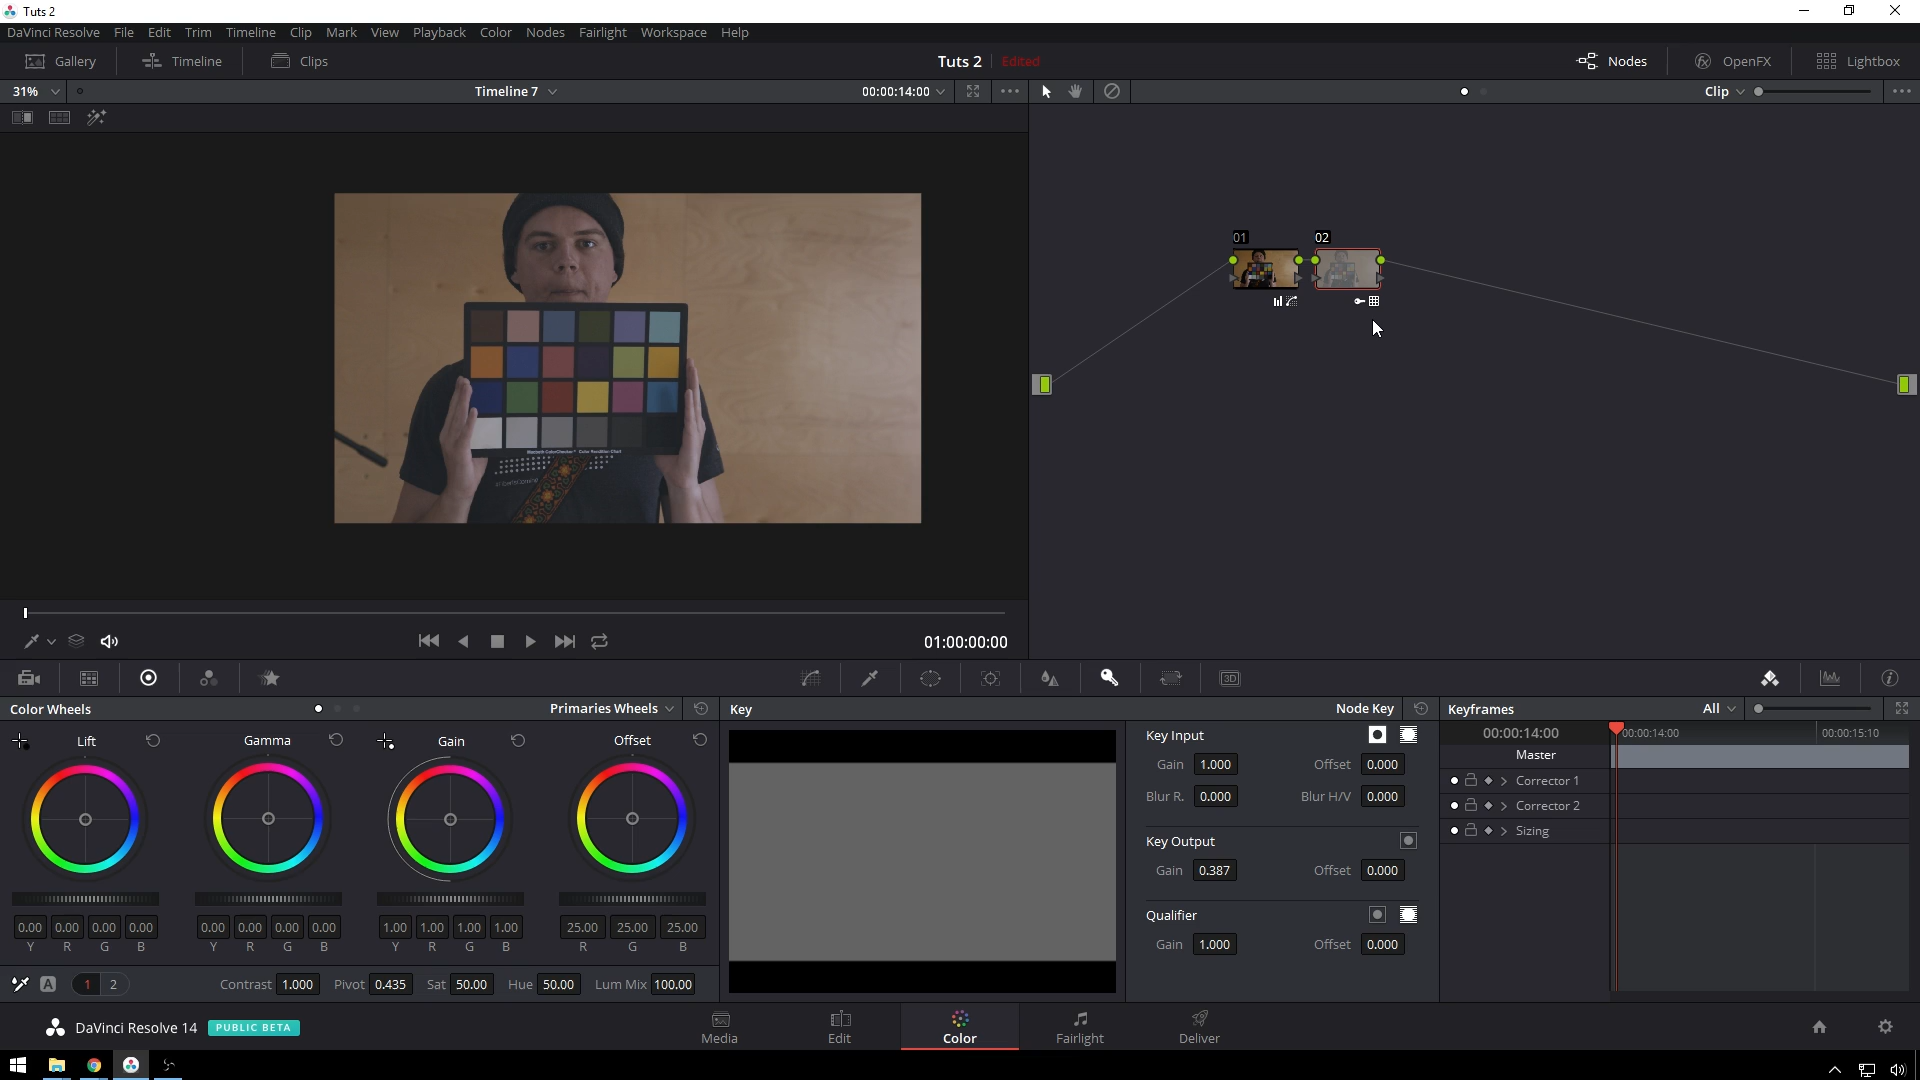 Tuts 2
DaVinci Resolve File Edit Trim Timeline Clip Mark View Playback Color Nodes Fairlight Workspace Help
Gallery Timeline Clips Tuts 2 Edited Nodes OpenFX Lightbox
31% Timeline 7 00:00:14:00 Clip
01 02
Macbeth ColorChecker Color Rendition Chart
01:00:00:00
3D
Color Wheels Primaries Wheels Key Node Key Keyframes All
Lift Gamma Gain Offset Key Input 00:00:14:00 00:00:14:00 00:00:15:10
Master
Gain 1.000 Offset 0.000 Corrector 1
Blur R. 0.000 Blur H/V 0.000 Corrector 2
Sizing
Key Output
Gain 0.387 Offset 0.000
Qualifier
0.00 0.00 0.00 0.00 0.00 0.00 0.00 0.00 1.00 1.00 1.00 1.00 25.00 25.00 25.00
Y R G B Y R G B Y R G B R G B Gain 1.000 Offset 0.000
A 1 2 Contrast 1.000 Pivot 0.435 Sat 50.00 Hue 50.00 Lum Mix 100.00
DaVinci Resolve 14 PUBLIC BETA Media Edit Color Fairlight Deliver